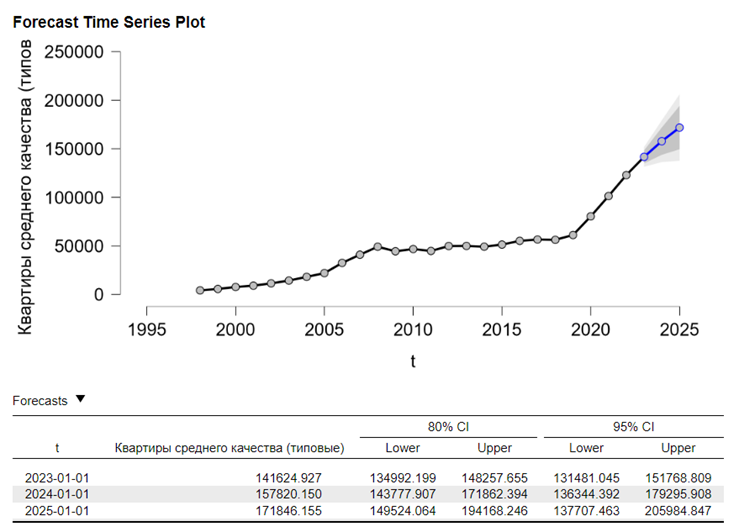 Forecast Time Series Plot
Квартиры среднего качества (типов
250000
200000
150000
100000
50000
0
1995 2000 2005 2010 2015 2020 2025
t
Forecasts ▼
80% CI 95% CI
t Квартиры среднего качества (типовые) Lower Upper Lower Upper
2023-01-01 141624.927 134992.199 148257.655 131481.045 151768.809
2024-01-01 157820.150 143777.907 171862.394 136344.392 179295.908
2025-01-01 171846.155 149524.064 194168.246 137707.463 205984.847